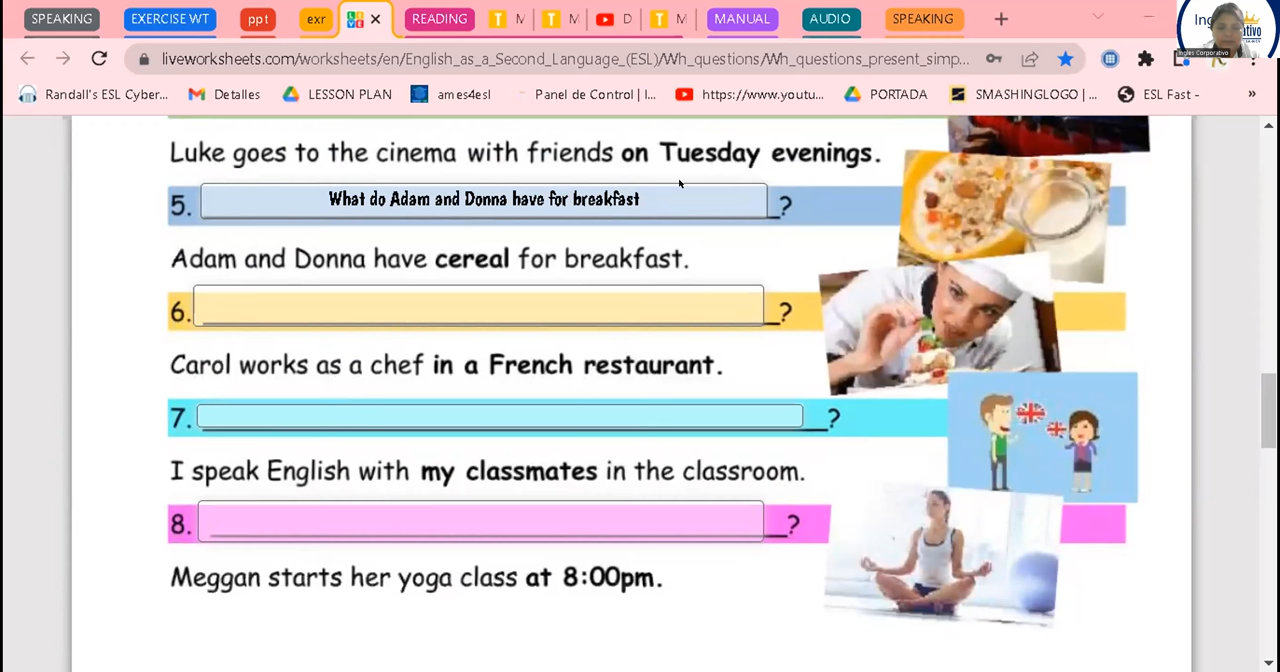 SPEAKING EXERCISE WT ppt exr READING T M T M D T M MANUAL AUDIO SPEAKING
liveworksheets.com/worksheets/en/English_as_a_Second_Language_(ESL)/Wh_questions/Wh_questions_present_simp...
Randall's ESL Cyber... Detalles LESSON PLAN ames4esl Panel de Control | I... https://www.youtu... PORTADA SMASHINGLOGO | ... ESL Fast - »
Ingles Corporativo
Luke goes to the cinema with friends on Tuesday evenings.
5. What do Adam and Donna have for breakfast ?
Adam and Donna have cereal for breakfast.
6. ?
Carol works as a chef in a French restaurant.
7. ?
I speak English with my classmates in the classroom.
8. ?
Meggan starts her yoga class at 8:00pm.